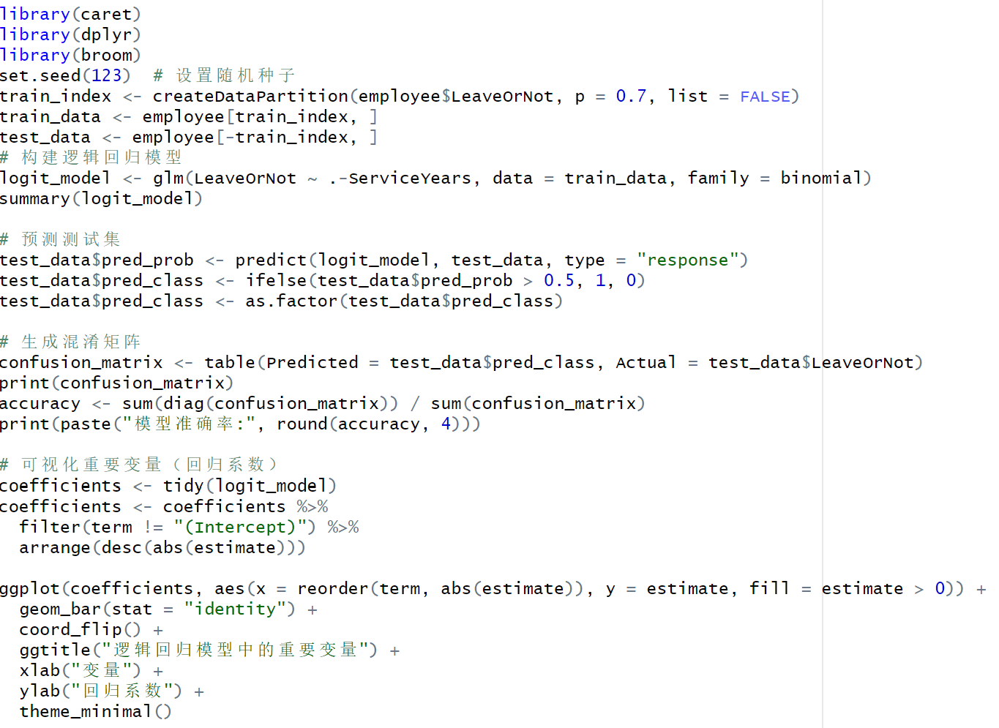 library(caret)
library(dplyr)
library(broom)
set.seed(123)  # 设置随机种子
train_index <- createDataPartition(employee$LeaveOrNot, p = 0.7, list = FALSE)
train_data <- employee[train_index, ]
test_data <- employee[-train_index, ]
# 构建逻辑回归模型
logit_model <- glm(LeaveOrNot ~ .-ServiceYears, data = train_data, family = binomial)
summary(logit_model)

# 预测测试集
test_data$pred_prob <- predict(logit_model, test_data, type = "response")
test_data$pred_class <- ifelse(test_data$pred_prob > 0.5, 1, 0)
test_data$pred_class <- as.factor(test_data$pred_class)

# 生成混淆矩阵
confusion_matrix <- table(Predicted = test_data$pred_class, Actual = test_data$LeaveOrNot)
print(confusion_matrix)
accuracy <- sum(diag(confusion_matrix)) / sum(confusion_matrix)
print(paste("模型准确率:", round(accuracy, 4)))

# 可视化重要变量（回归系数）
coefficients <- tidy(logit_model)
coefficients <- coefficients %>%
  filter(term != "(Intercept)") %>%
  arrange(desc(abs(estimate)))

ggplot(coefficients, aes(x = reorder(term, abs(estimate)), y = estimate, fill = estimate > 0)) +
  geom_bar(stat = "identity") +
  coord_flip() +
  ggtitle("逻辑回归模型中的重要变量") +
  xlab("变量") +
  ylab("回归系数") +
  theme_minimal()